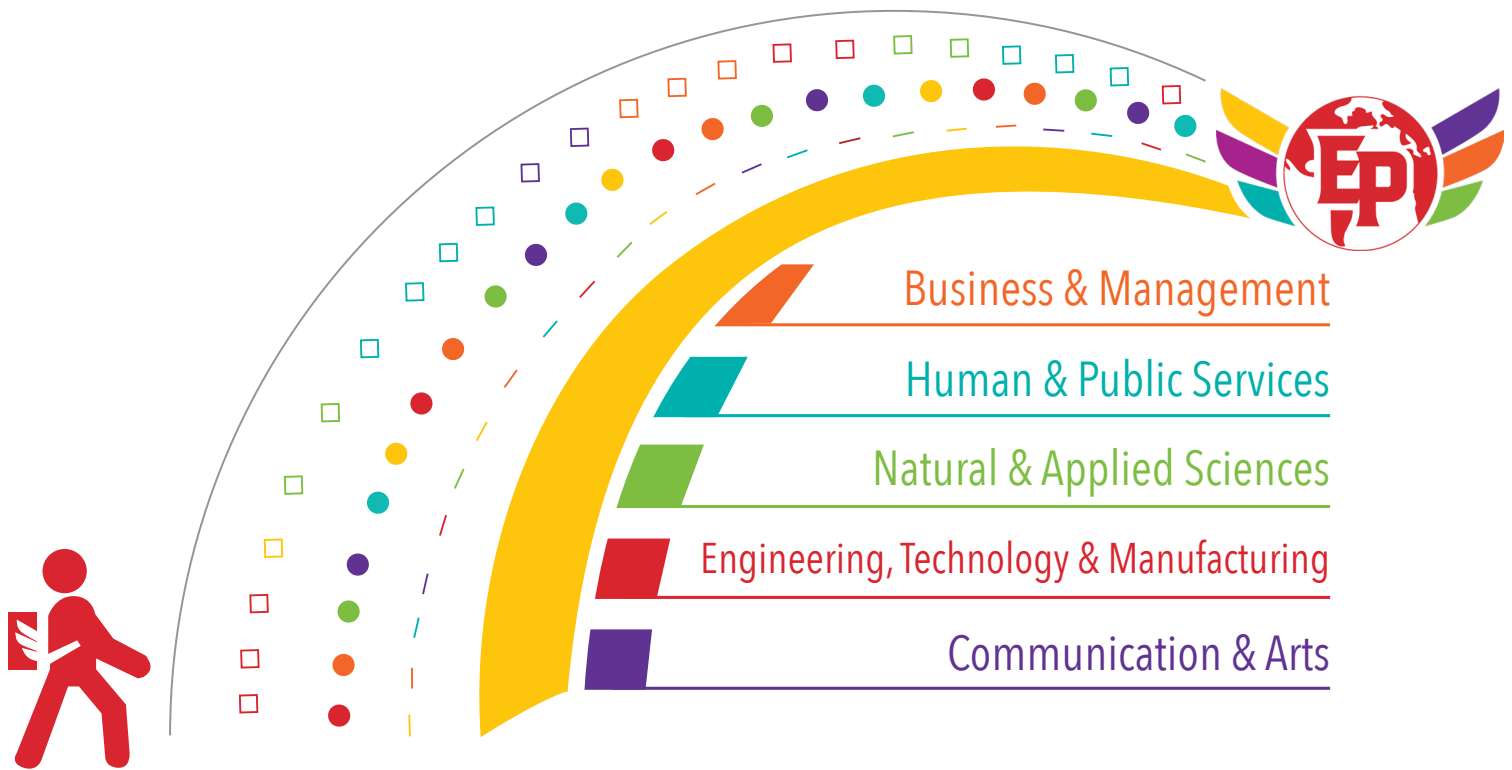 EP
Business & Management
Human & Public Services
Natural & Applied Sciences
Engineering, Technology & Manufacturing
Communication & Arts